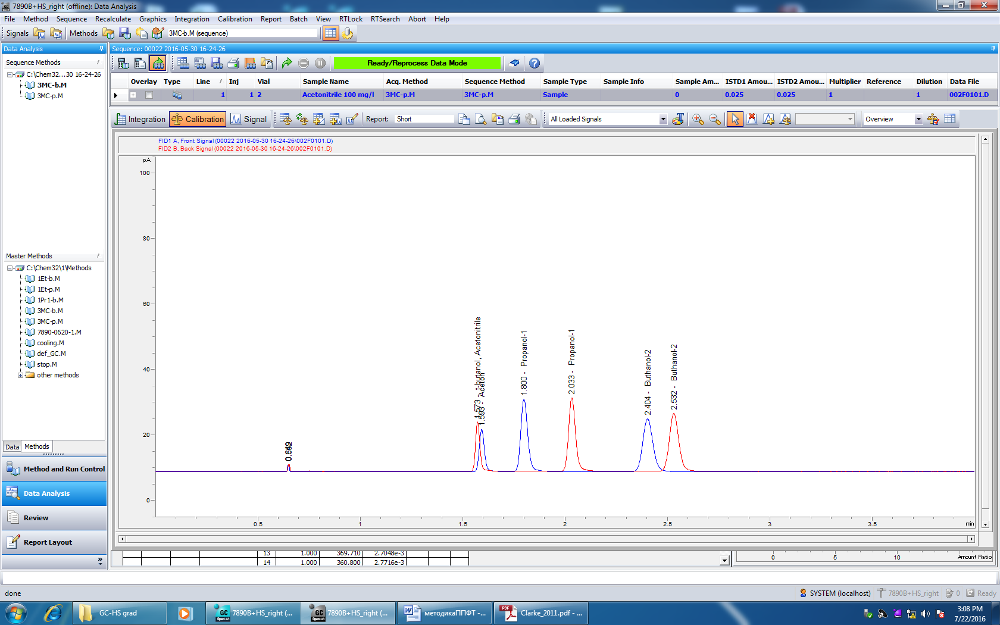 7890B+HS_right (offline): Data Analysis
File Method Sequence Recalculate Graphics Integration Calibration Report Batch View RTLock RTSearch Abort Help
Signals Methods 3MC-b.M (sequence)
Data Analysis
Sequence Methods
C:\Chem32...30 16-24-26
3MC-b.M
3MC-p.M
Master Methods
C:\Chem32\1\Methods
1Et-b.M
1Et-p.M
1Pr1-b.M
3MC-b.M
3MC-p.M
7890-0620-1.M
cooling.M
def_GC.M
stop.M
other methods
Data Methods
Method and Run Control
Data Analysis
Review
Report Layout
Sequence: 00022 2016-05-30 16-24-26
Ready/Reprocess Data Mode
Overlay Type Line Inj Vial Sample Name Acq. Method Sequence Method Sample Type Sample Info Sample Am... ISTD1 Amou... ISTD2 Amou... Multiplier Reference Dilution Data File
1 1 2 Acetonitrile 100 mg/l 3MC-p.M 3MC-p.M Sample 0 0.025 0.025 1 1 002F0101.D
Integration Calibration Signal Report: Short All Loaded Signals Overview
FID1 A, Front Signal (00022 2016-05-30 16-24-26\002F0101.D)
FID2 B, Back Signal (00022 2016-05-30 16-24-26\002F0101.D)
pA
100
80
60
40
20
0
1.573 - t-butanol, Acetonitrile
1.593 - Aceton
1.800 - Propanol-1
2.033 - Propanol-1
2.404 - Buthanol-2
2.532 - Buthanol-2
0.5 1 1.5 2 2.5 3 3.5 min
13 1.000 369.710 2.7048e-3
14 1.000 360.800 2.7716e-3
0 5 10 Amount Ratio
done
SYSTEM (localhost) 7890B+HS_right 0 Ready
GC-HS grad
7890B+HS_right (...
7890B+HS_right (...
методикаППФТ -...
Clarke_2011.pdf - ...
3:08 PM
7/22/2016